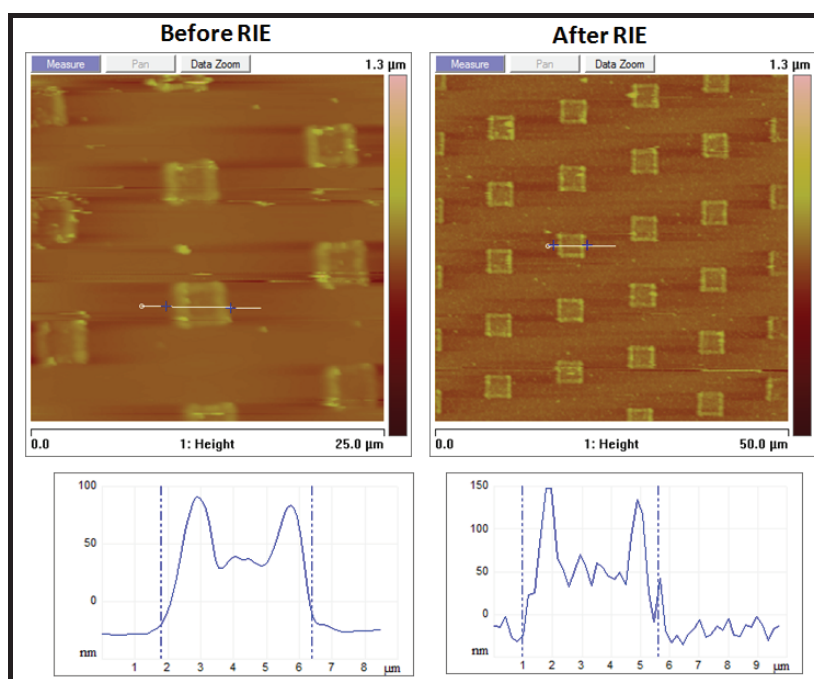 Before RIE
After RIE
Measure Pan Data Zoom 1.3 µm
Measure Pan Data Zoom 1.3 µm
0.0 1: Height 25.0 µm
0.0 1: Height 50.0 µm
100
50
0
nm
1 2 3 4 5 6 7 8 µm
150
100
50
0
nm
1 2 3 4 5 6 7 8 9 µm